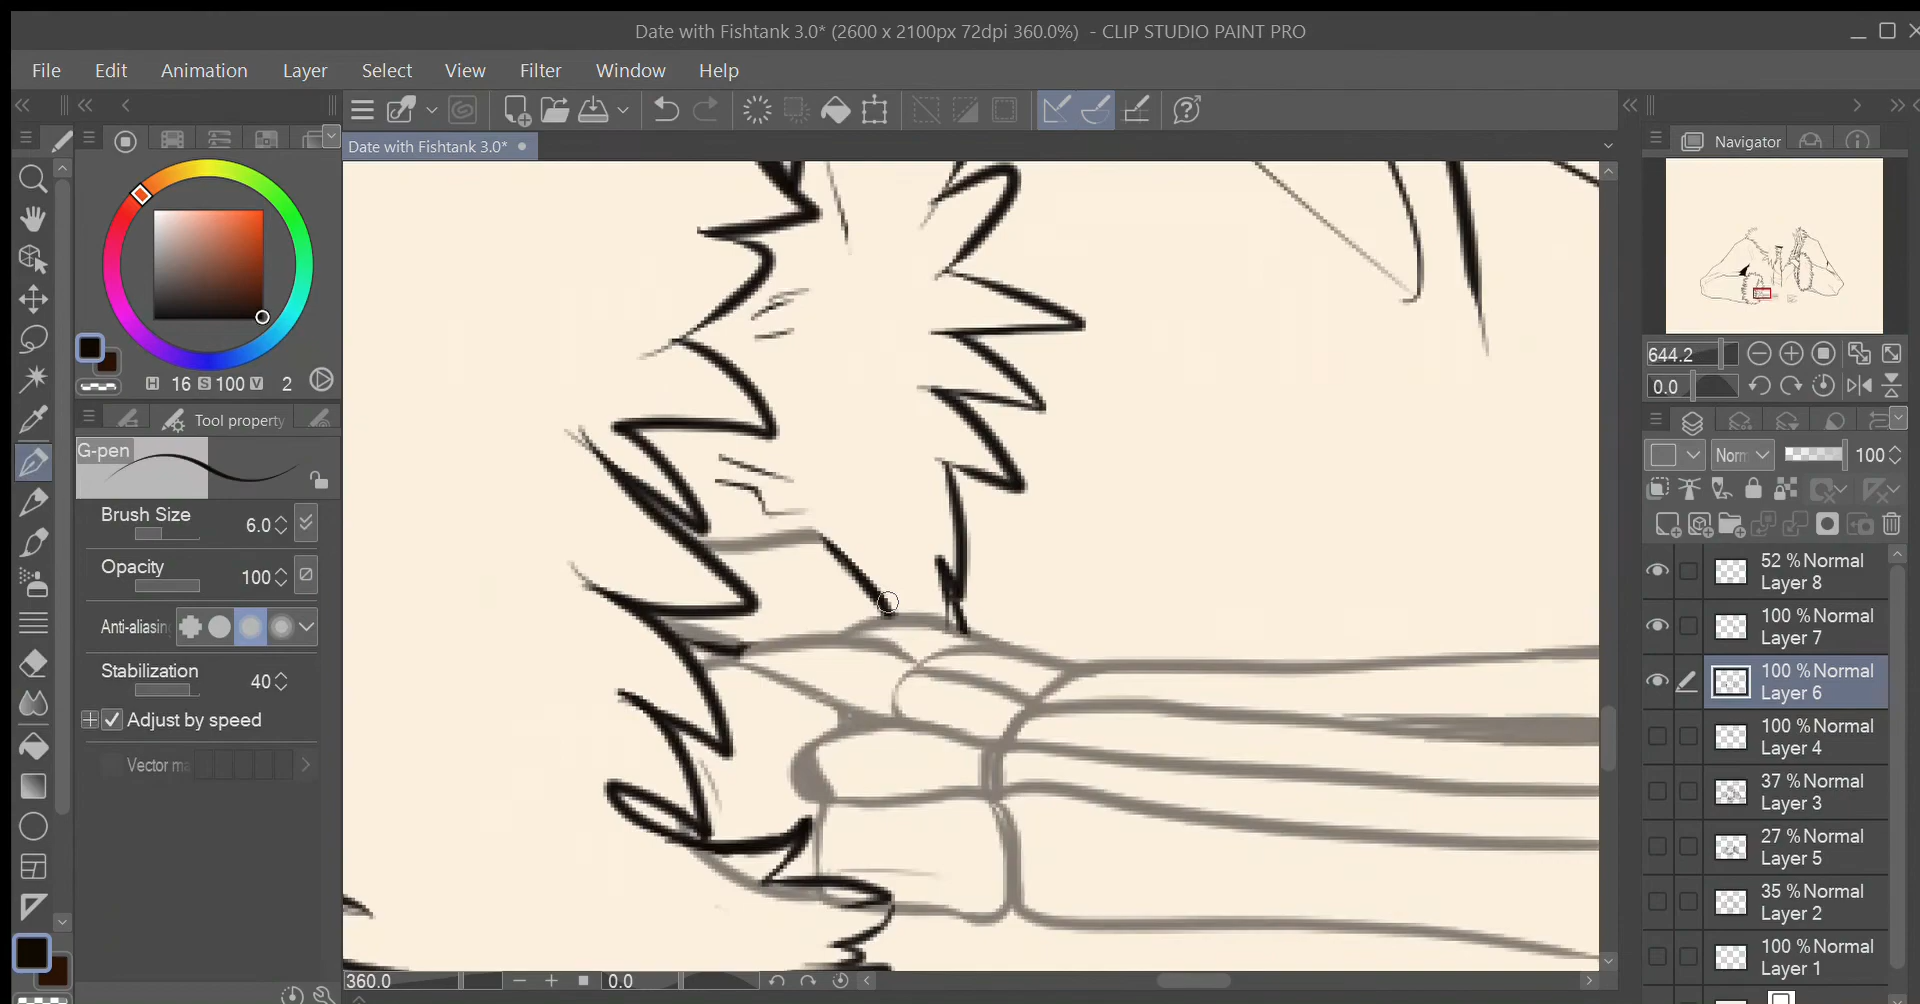 Date with Fishtank 3.0* (2600 x 2100px 72dpi 360.0%) - CLIP STUDIO PAINT PRO
File Edit Animation Layer Select View Filter Window Help
Date with Fishtank 3.0*
Navigator
H 16 S 100 V 2
644.2
0.0
Tool property
Norm 100
G-pen
Brush Size 6.0
Opacity 100
Anti-aliasing
Stabilization 40
Adjust by speed
Vector ma
52 %Normal
Layer 8
100 %Normal
Layer 7
100 %Normal
Layer 6
100 %Normal
Layer 4
37 %Normal
Layer 3
27 %Normal
Layer 5
35 %Normal
Layer 2
100 %Normal
Layer 1
360.0 0.0